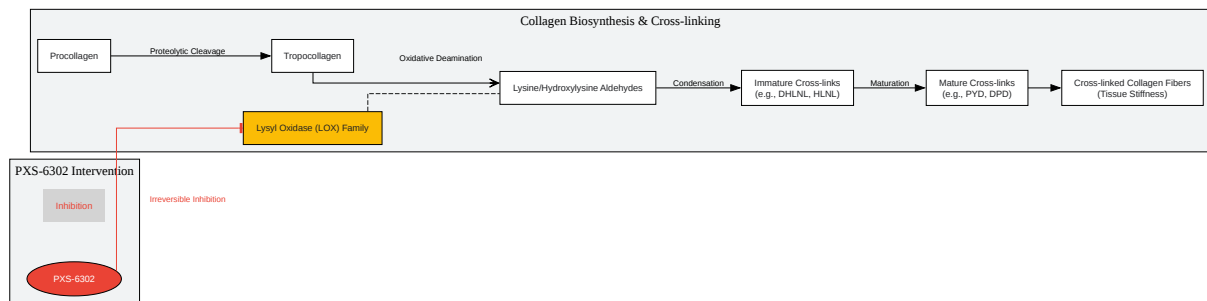 Collagen Biosynthesis & Cross-linking
Procollagen
Proteolytic Cleavage
Tropocollagen
Oxidative Deamination
Lysine/Hydroxylysine Aldehydes
Condensation
Immature Cross-links
(e.g., DHLNL, HLNL)
Maturation
Mature Cross-links
(e.g., PYD, DPD)
Cross-linked Collagen Fibers
(Tissue Stiffness)
Lysyl Oxidase (LOX) Family
PXS-6302 Intervention
Inhibition
Irreversible Inhibition
PXS-6302